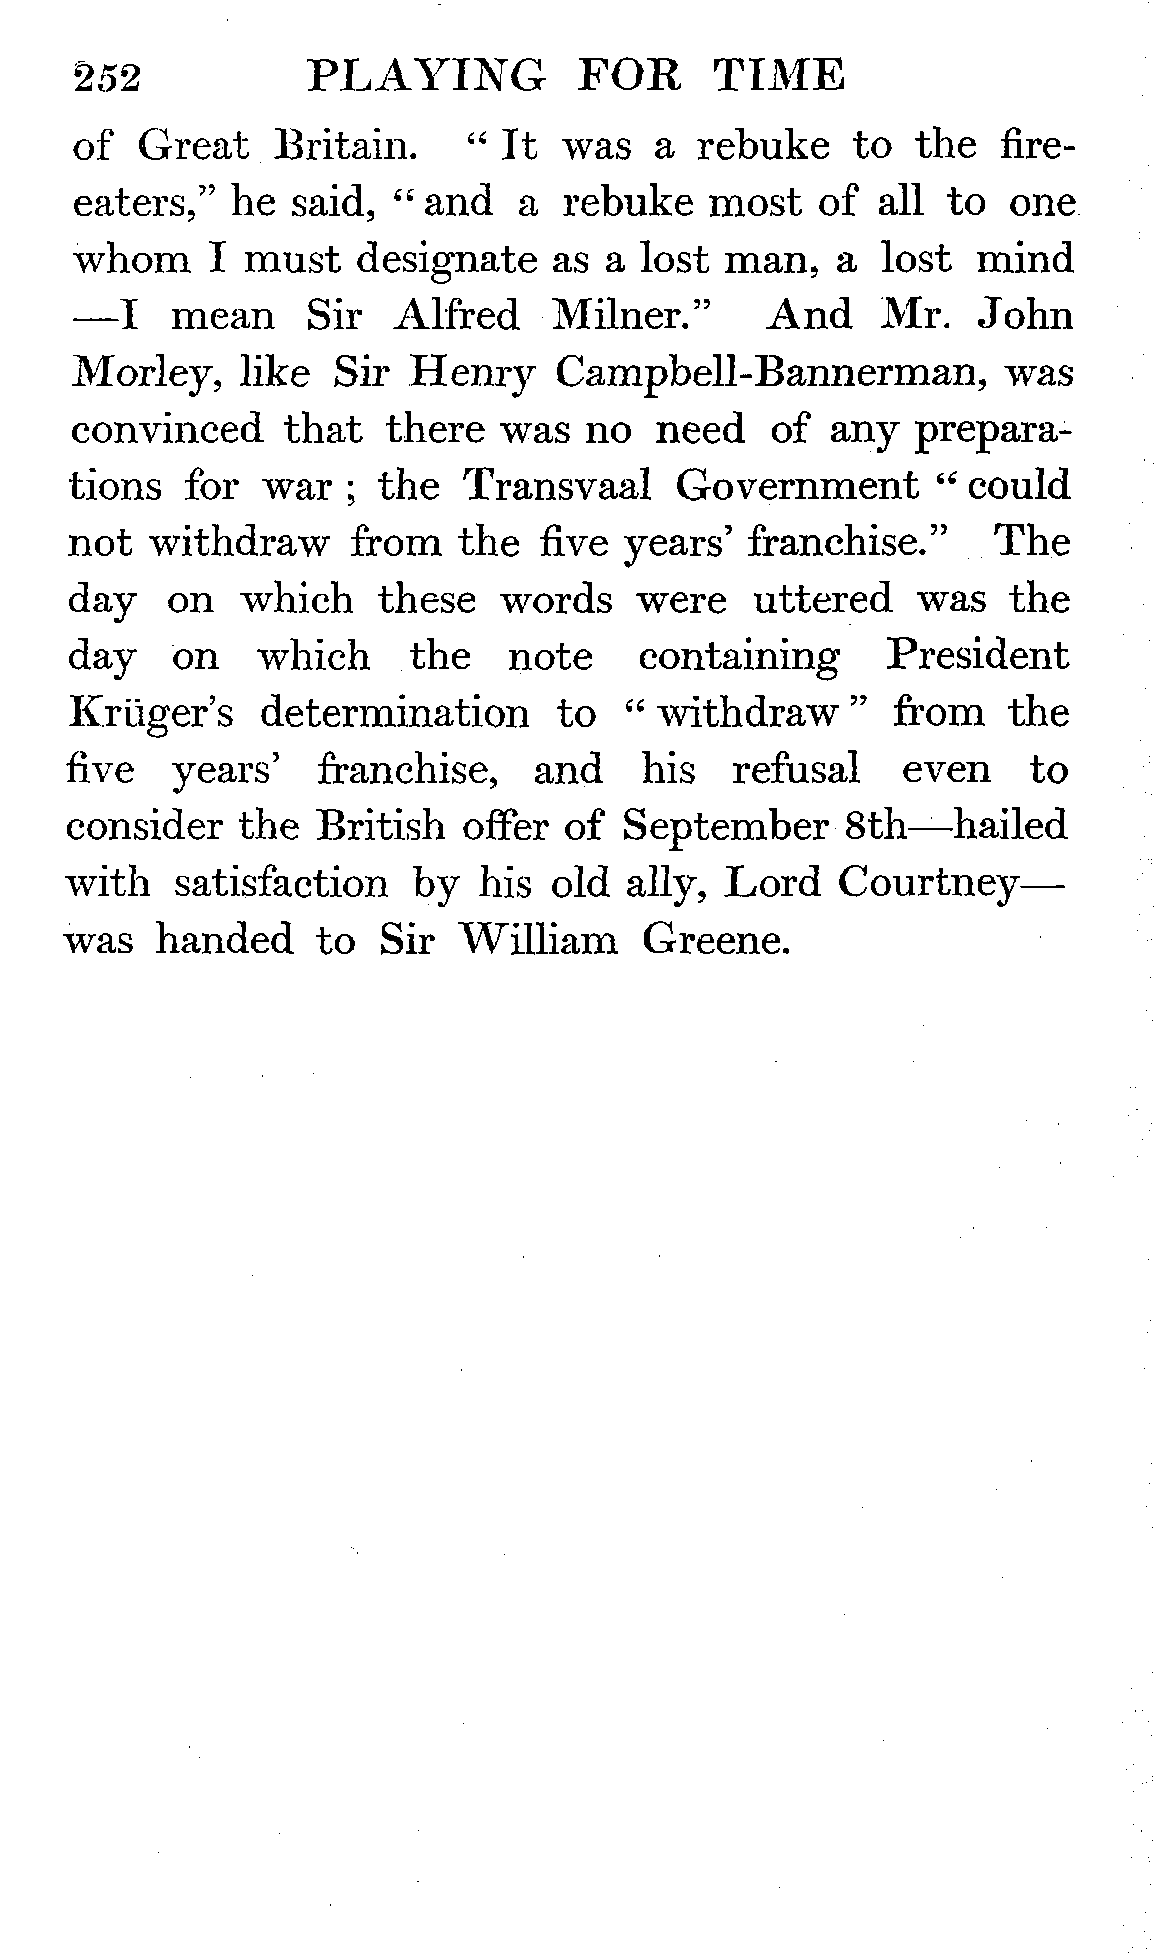 252 PLAYING FOR TIME
of Great Britain. “ It was a rebuke to the fire-
eaters,” he said, “ and a rebuke most of all to one
whom I must designate as a lost man, a lost mind
—I mean Sir Alfred Milner.” And Mr. John
Morley, like Sir Henry Campbell-Bannerman, was
convinced that there was no need of any prepara-
tions for war ; the Transvaal Government “ could
not withdraw from the five years’ franchise.” The
day on which these words were uttered was the
day on which the note containing President
Krüger’s determination to “ withdraw ” from the
five years’ franchise, and his refusal even to
consider the British offer of September 8th—hailed
with satisfaction by his old ally, Lord Courtney—
was handed to Sir William Greene.